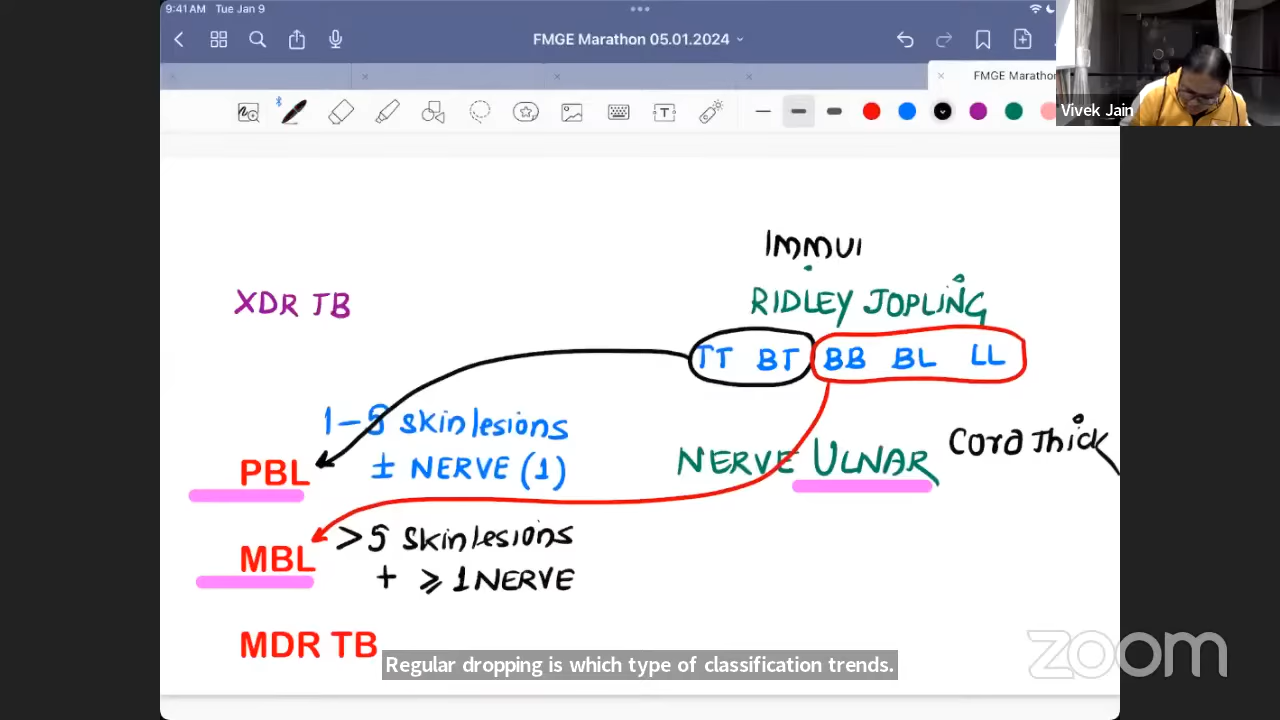 9:41 AM Tue Jan 9
FMGE Marathon 05.01.2024
FMGE Marathon
Vivek Jain
IMMUI
XDR TB
RIDLEY JOPLING
TT BT BB BL LL
1-5 skin lesions
PBL
± NERVE (1)
NERVE ULNAR
Cord Thick
>5 skin lesions
MBL
+ ≥ 1 NERVE
MDR TB
Regular dropping is which type of classification trends.
zoom